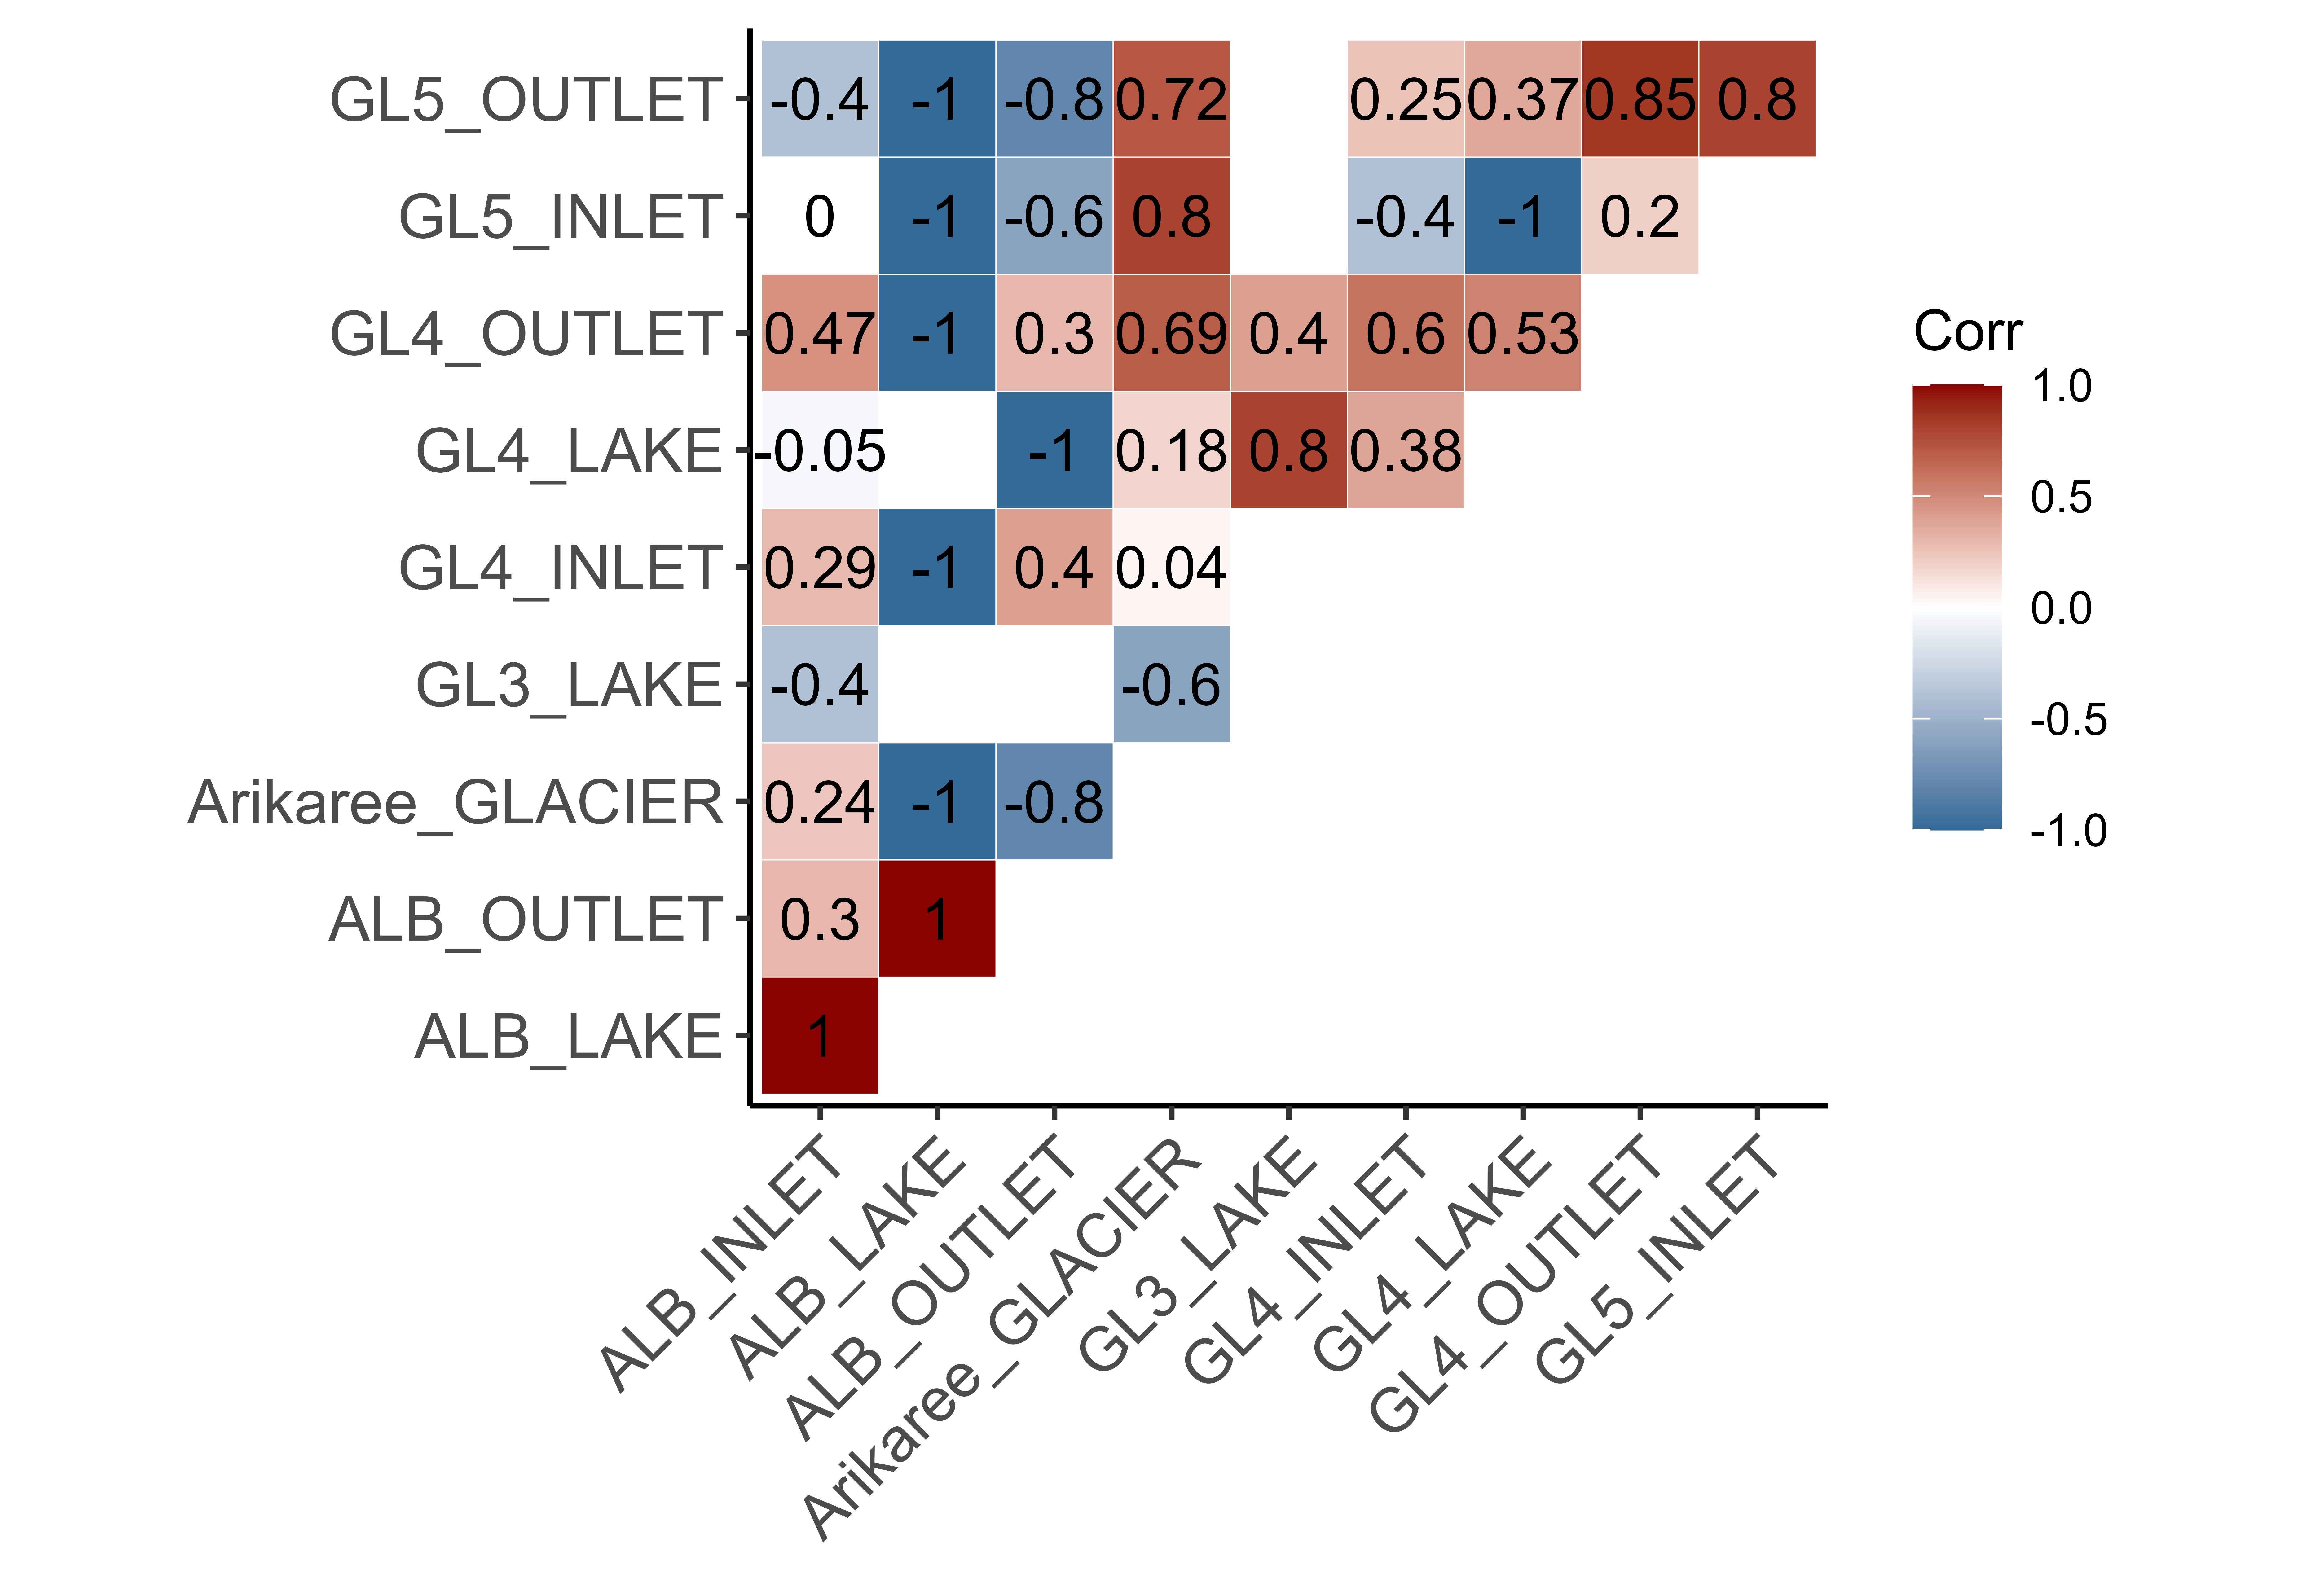 GL5_OUTLET -0.4 -1 -0.8 0.72 0.25 0.37 0.85 0.8
GL5_INLET 0 -1 -0.6 0.8 -0.4 -1 0.2
GL4_OUTLET 0.47 -1 0.3 0.69 0.4 0.6 0.53
GL4_LAKE -0.05 -1 0.18 0.8 0.38
GL4_INLET 0.29 -1 0.4 0.04
GL3_LAKE -0.4 -0.6
Arikaree_GLACIER 0.24 -1 -0.8
ALB_OUTLET 0.3 1
ALB_LAKE 1
ALB_INLET
ALB_LAKE
ALB_OUTLET
Arikaree_GLACIER
GL3_LAKE
GL4_INLET
GL4_LAKE
GL4_OUTLET
GL5_INLET
Corr
1.0
0.5
0.0
-0.5
-1.0